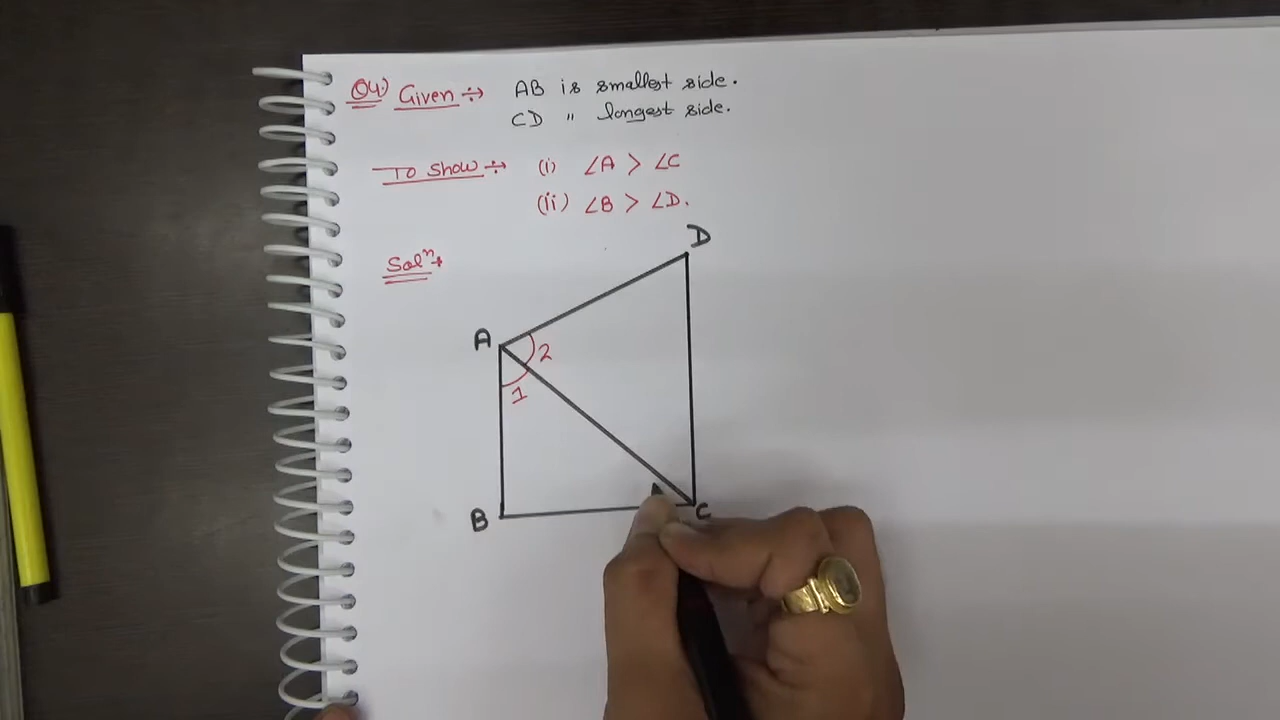 Q4) Given ÷→ AB is smallest side.
CD " longest side.
To show ÷→ (i) ∠A > ∠C
(ii) ∠B > ∠D.
Solⁿ→
D
A
2
1
B
C